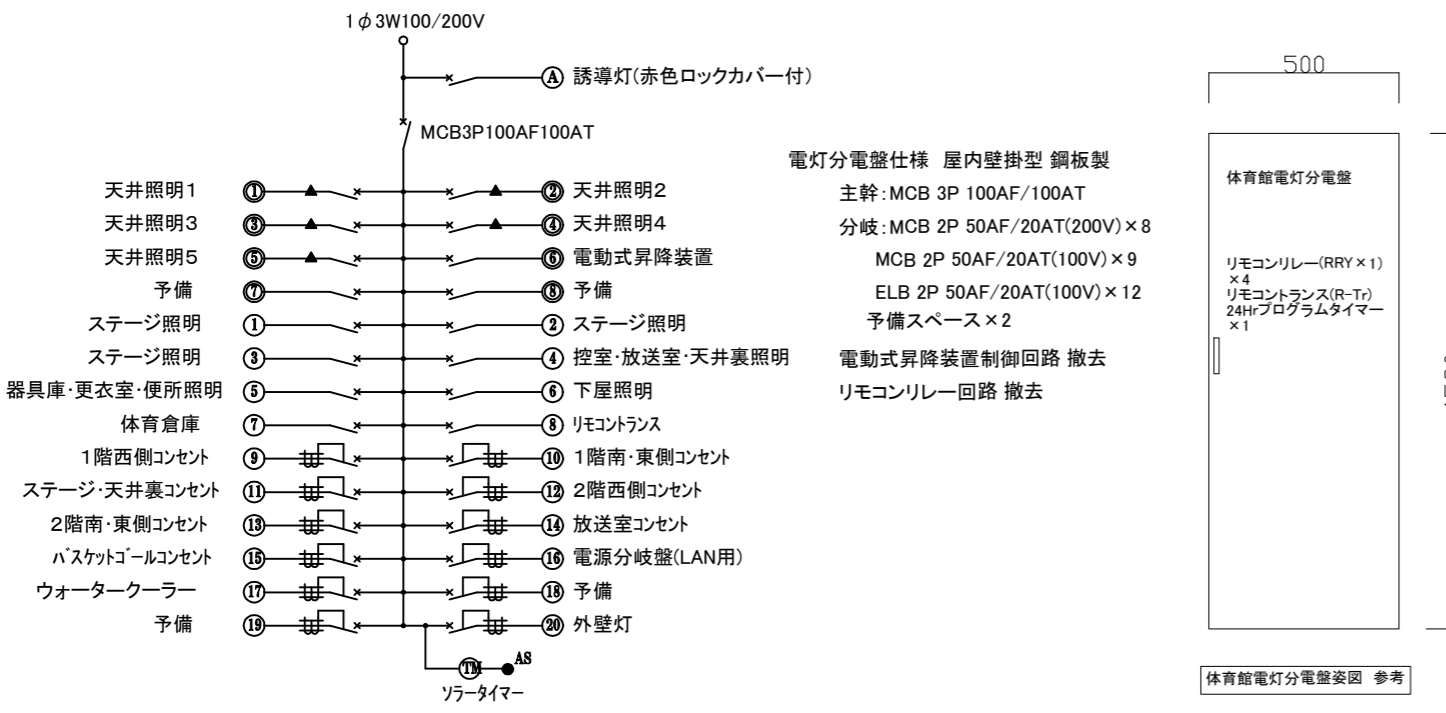 1φ3W100/200V
Ⓐ 誘導灯(赤色ロックカバー付)
MCB3P100AF100AT
天井照明1 ① ② 天井照明2
天井照明3 ③ ④ 天井照明4
天井照明5 ⑤ ⑥ 電動式昇降装置
予備 ⑦ ⑧ 予備
ステージ照明 ① ② ステージ照明
ステージ照明 ③ ④ 控室・放送室・天井裏照明
器具庫・更衣室・便所照明 ⑤ ⑥ 下屋照明
体育倉庫 ⑦ ⑧ リモコントランス
1階西側コンセント ⑨ ⑩ 1階南・東側コンセント
ステージ・天井裏コンセント ⑪ ⑫ 2階西側コンセント
2階南・東側コンセント ⑬ ⑭ 放送室コンセント
バスケットゴールコンセント ⑮ ⑯ 電源分岐盤(LAN用)
ウォータークーラー ⑰ ⑱ 予備
予備 ⑲ ⑳ 外壁灯
TM AS
ソラータイマー
電灯分電盤仕様 屋内壁掛型 鋼板製
主幹:MCB 3P 100AF/100AT
分岐:MCB 2P 50AF/20AT(200V)×8
MCB 2P 50AF/20AT(100V)×9
ELB 2P 50AF/20AT(100V)×12
予備スペース×2
電動式昇降装置制御回路 撤去
リモコンリレー回路 撤去
500
体育館電灯分電盤
リモコンリレー(RRY×1)
×4
リモコントランス(R-Tr)
24Hrプログラムタイマー
×1
体育館電灯分電盤姿図 参考